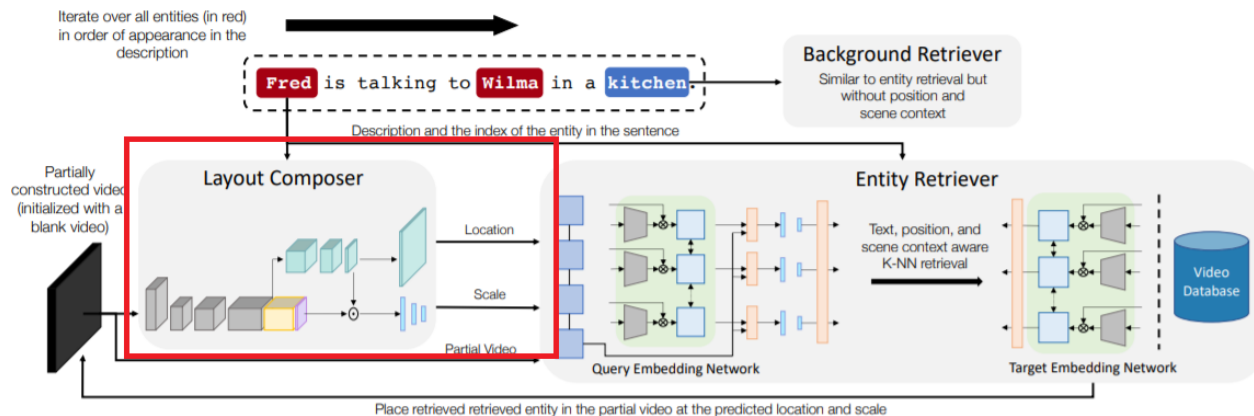 Iterate over all entities (in red)
in order of appearance in the
description
Fred is talking to Wilma in a kitchen.
Background Retriever
Similar to entity retrieval but
without position and
scene context
Description and the index of the entity in the sentence
Partially
constructed video
(initialized with a
blank video)
Layout Composer
Location
Scale
Partial Video
Entity Retriever
Text, position, and
scene context aware
K-NN retrieval
Video
Database
Query Embedding Network
Target Embedding Network
Place retrieved retrieved entity in the partial video at the predicted location and scale